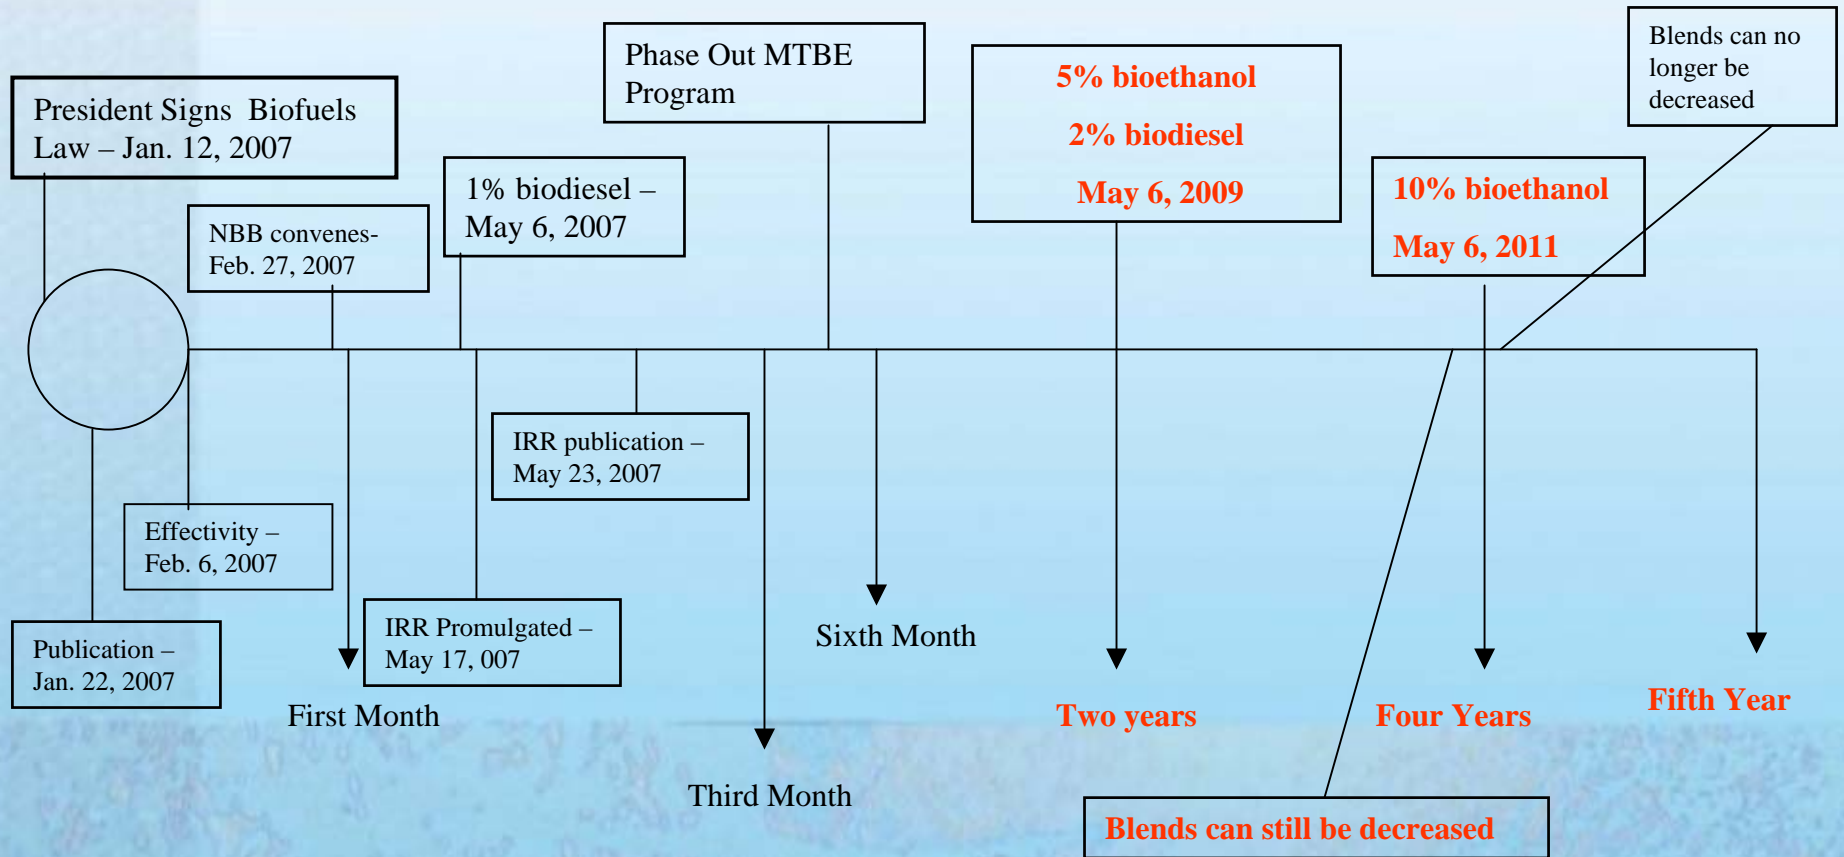 President Signs  Biofuels
Law – Jan. 12, 2007
Phase Out MTBE
Program
5% bioethanol
2% biodiesel
May 6, 2009
Blends can no
longer be
decreased
1% biodiesel –
May 6, 2007
10% bioethanol
May 6, 2011
NBB convenes-
Feb. 27, 2007
IRR publication –
May 23, 2007
Effectivity –
Feb. 6, 2007
Publication –
Jan. 22, 2007
IRR Promulgated –
May 17, 007
Sixth Month
First Month
Third Month
Two years
Four Years
Fifth Year
Blends can still be decreased